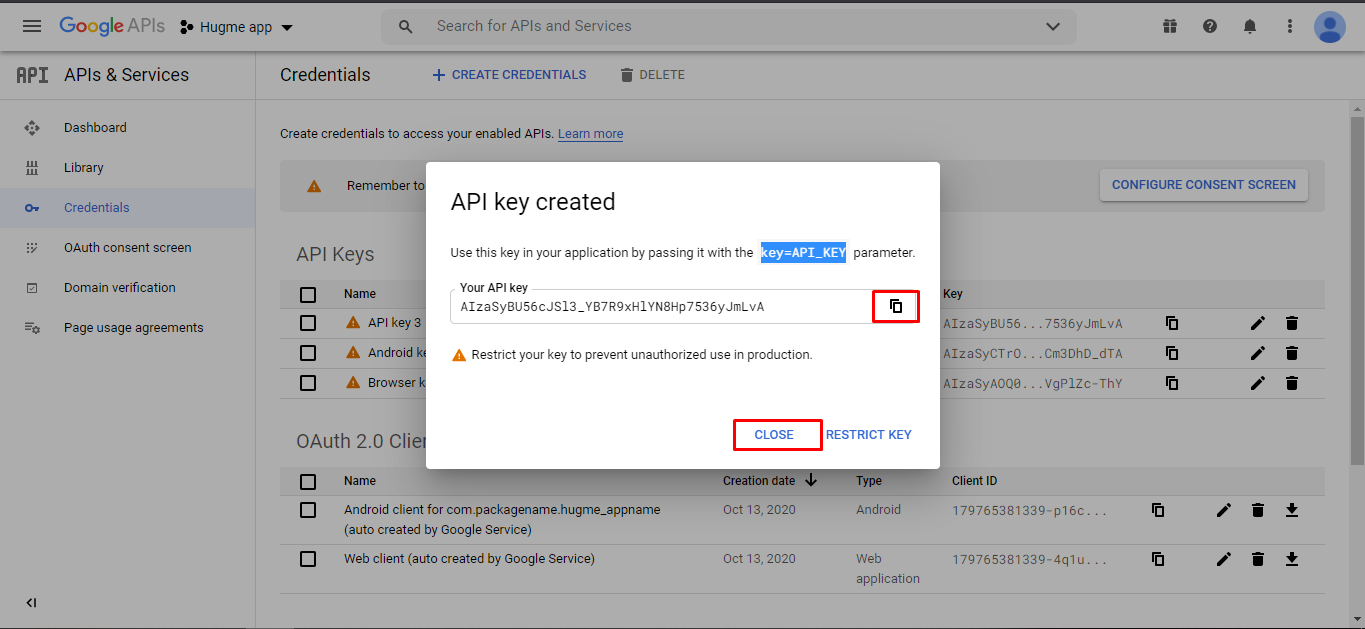 Google APIs
Hugme app
Search for APIs and Services
API APIs & Services
Credentials
CREATE CREDENTIALS
DELETE
Dashboard
Library
Credentials
OAuth consent screen
Domain verification
Page usage agreements
Create credentials to access your enabled APIs. Learn more
Remember to
CONFIGURE CONSENT SCREEN
API key created
Use this key in your application by passing it with the key=API_KEY parameter.
Your API key
AIzaSyBU56cJSl3_YB7R9xHlYN8Hp7536yJmLvA
Restrict your key to prevent unauthorized use in production.
CLOSE
RESTRICT KEY
API Keys
Name
Key
API key 3
AIzaSyBU56...7536yJmLvA
Android ke
AIzaSyCTrO...Cm3DhD_dTA
Browser k
AIzaSyAOQ0...VgPlZc-ThY
OAuth 2.0 Clien
Name
Creation date
Type
Client ID
Android client for com.packagename.hugme_appname
(auto created by Google Service)
Oct 13, 2020
Android
179765381339-p16c...
Web client (auto created by Google Service)
Oct 13, 2020
Web
application
179765381339-4q1u...